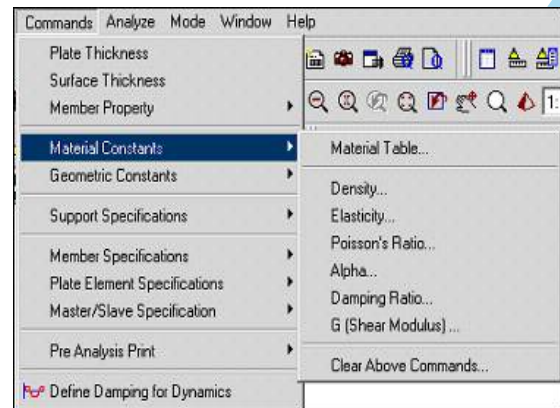 Commands Analyze Mode Window Help
Plate Thickness
Surface Thickness
Member Property
Material Constants
Geometric Constants
Support Specifications
Member Specifications
Plate Element Specifications
Master/Slave Specification
Pre Analysis Print
Define Damping for Dynamics
1:
Material Table...
Density...
Elasticity...
Poisson's Ratio...
Alpha...
Damping Ratio...
G (Shear Modulus) ...
Clear Above Commands...